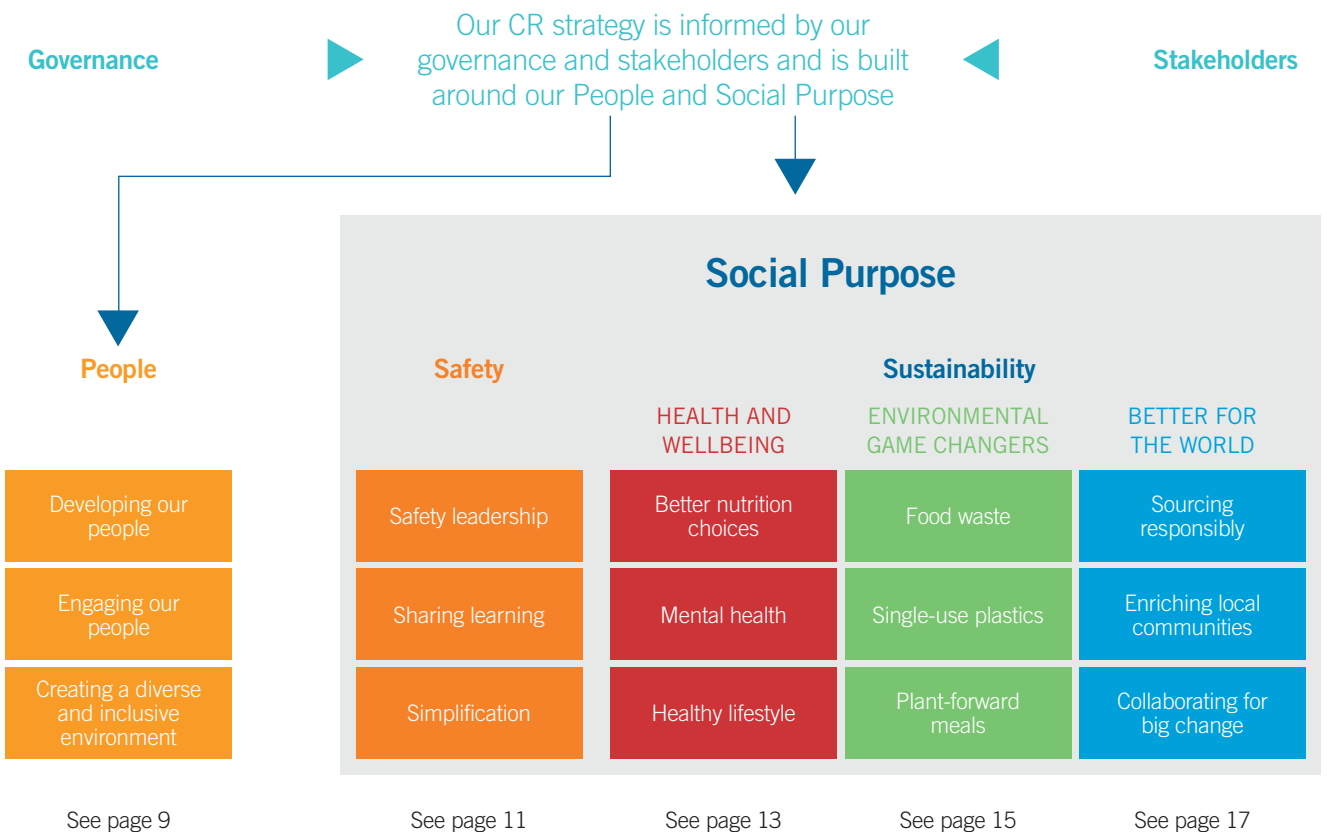 Governance
Our CR strategy is informed by our
governance and stakeholders and is built
around our People and Social Purpose
Stakeholders
Social Purpose
People
Safety
Sustainability
HEALTH AND
WELLBEING
ENVIRONMENTAL
GAME CHANGERS
BETTER FOR
THE WORLD
Developing our
people
Safety leadership
Better nutrition
choices
Food waste
Sourcing
responsibly
Engaging our
people
Sharing learning
Mental health
Single-use plastics
Enriching local
communities
Creating a diverse
and inclusive
environment
Simplification
Healthy lifestyle
Plant-forward
meals
Collaborating for
big change
See page 9
See page 11
See page 13
See page 15
See page 17